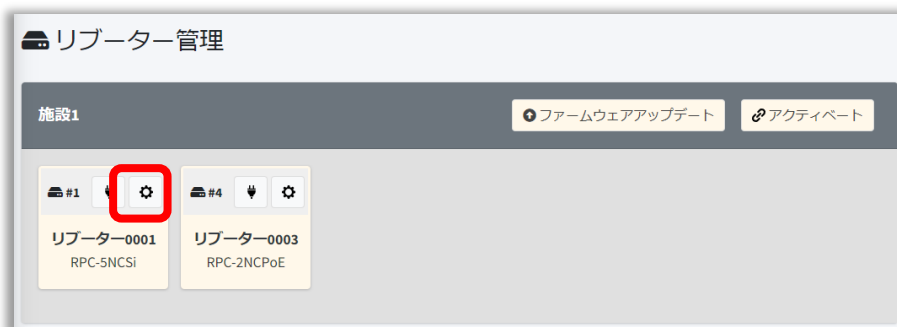 リブーター管理
施設1
ファームウェアアップデート
アクティベート
#1
#4
リブーター0001
リブーター0003
RPC-5NCSi
RPC-2NCPoE